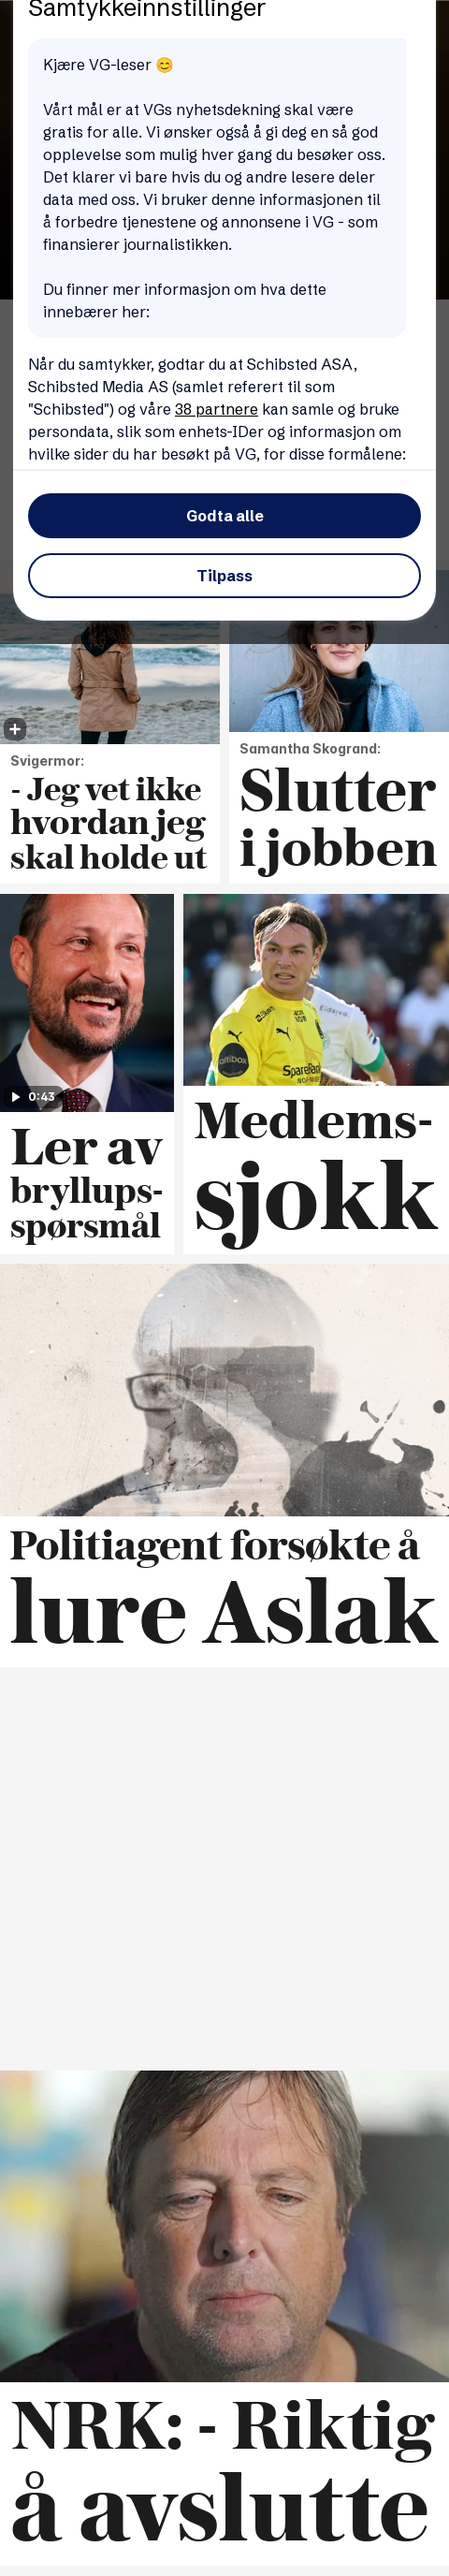 Samtykkeinnstillinger
Kjære VG-leser 😊
Vårt mål er at VGs nyhetsdekning skal være
gratis for alle. Vi ønsker også å gi deg en så god
opplevelse som mulig hver gang du besøker oss.
Det klarer vi bare hvis du og andre lesere deler
data med oss. Vi bruker denne informasjonen til
å forbedre tjenestene og annonsene i VG - som
finansierer journalistikken.
Du finner mer informasjon om hva dette
innebærer her:
Når du samtykker, godtar du at Schibsted ASA,
Schibsted Media AS (samlet referert til som
"Schibsted") og våre 38 partnere kan samle og bruke
persondata, slik som enhets-IDer og informasjon om
hvilke sider du har besøkt på VG, for disse formålene:
Godta alle
Tilpass
Svigermor:
- Jeg vet ikke
hvordan jeg
skal holde ut
Samantha Skogrand:
Slutter
i jobben
0:43
Ler av
bryllups-
spørsmål
citibox
SpareBank
Medlems-
sjokk
Politiagent forsøkte å
lure Aslak
NRK: - Riktig
å avslutte